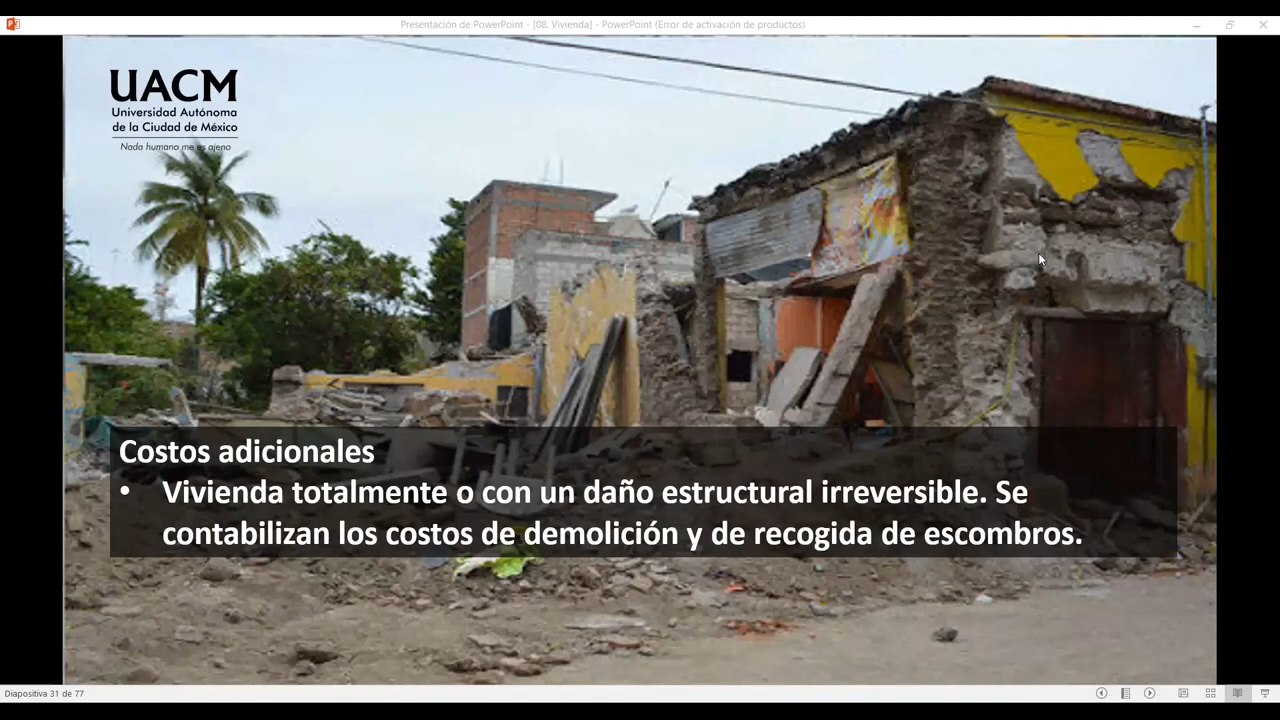 Presentación de PowerPoint - [08. Vivienda] - PowerPoint (Error de activación de productos)
UACM
Universidad Autónoma
de la Ciudad de México
Nada humano me es ajeno
Costos adicionales
• Vivienda totalmente o con un daño estructural irreversible. Se
contabilizan los costos de demolición y de recogida de escombros.
Diapositiva 31 de 77